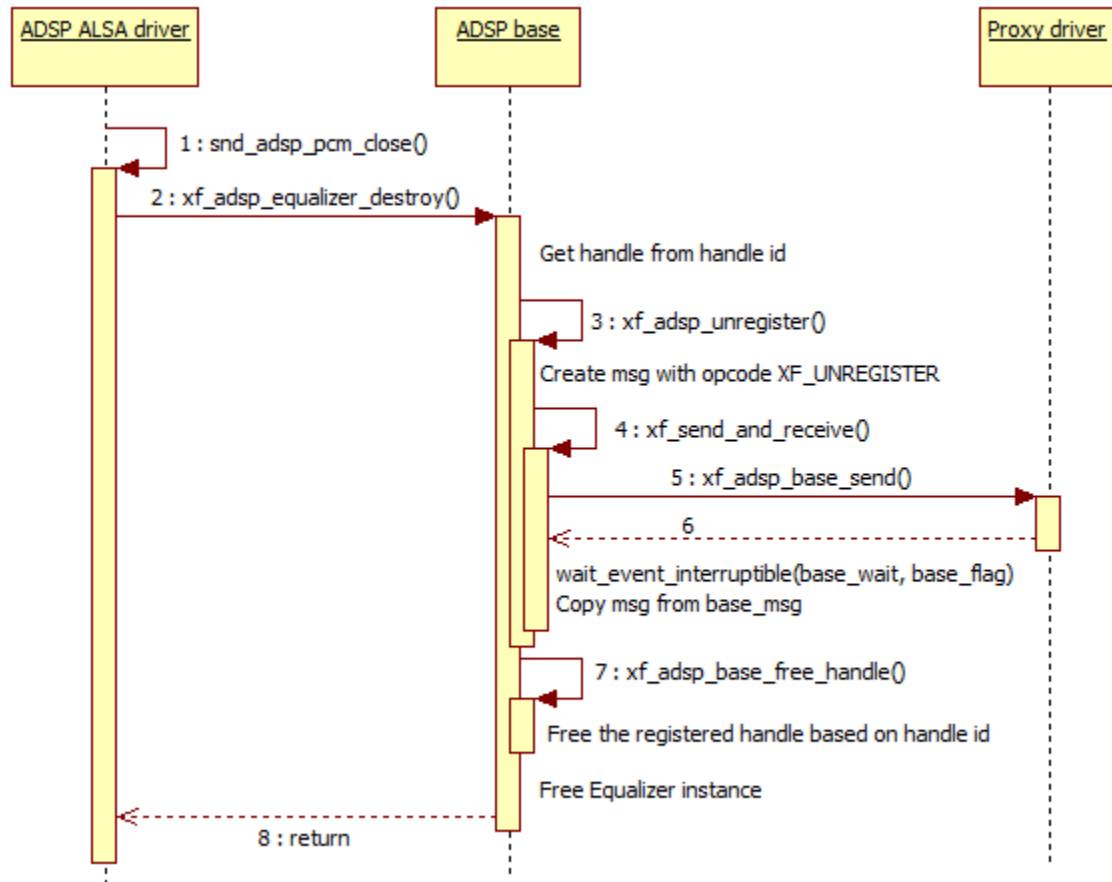 ADSP ALSA driver
ADSP base
Proxy driver
1 : snd_adsp_pcm_close()
2 : xf_adsp_equalizer_destroy()
Get handle from handle id
3 : xf_adsp_unregister()
Create msg with opcode XF_UNREGISTER
4 : xf_send_and_receive()
5 : xf_adsp_base_send()
6
wait_event_interruptible(base_wait, base_flag)
Copy msg from base_msg
7 : xf_adsp_base_free_handle()
Free the registered handle based on handle id
Free Equalizer instance
8 : return